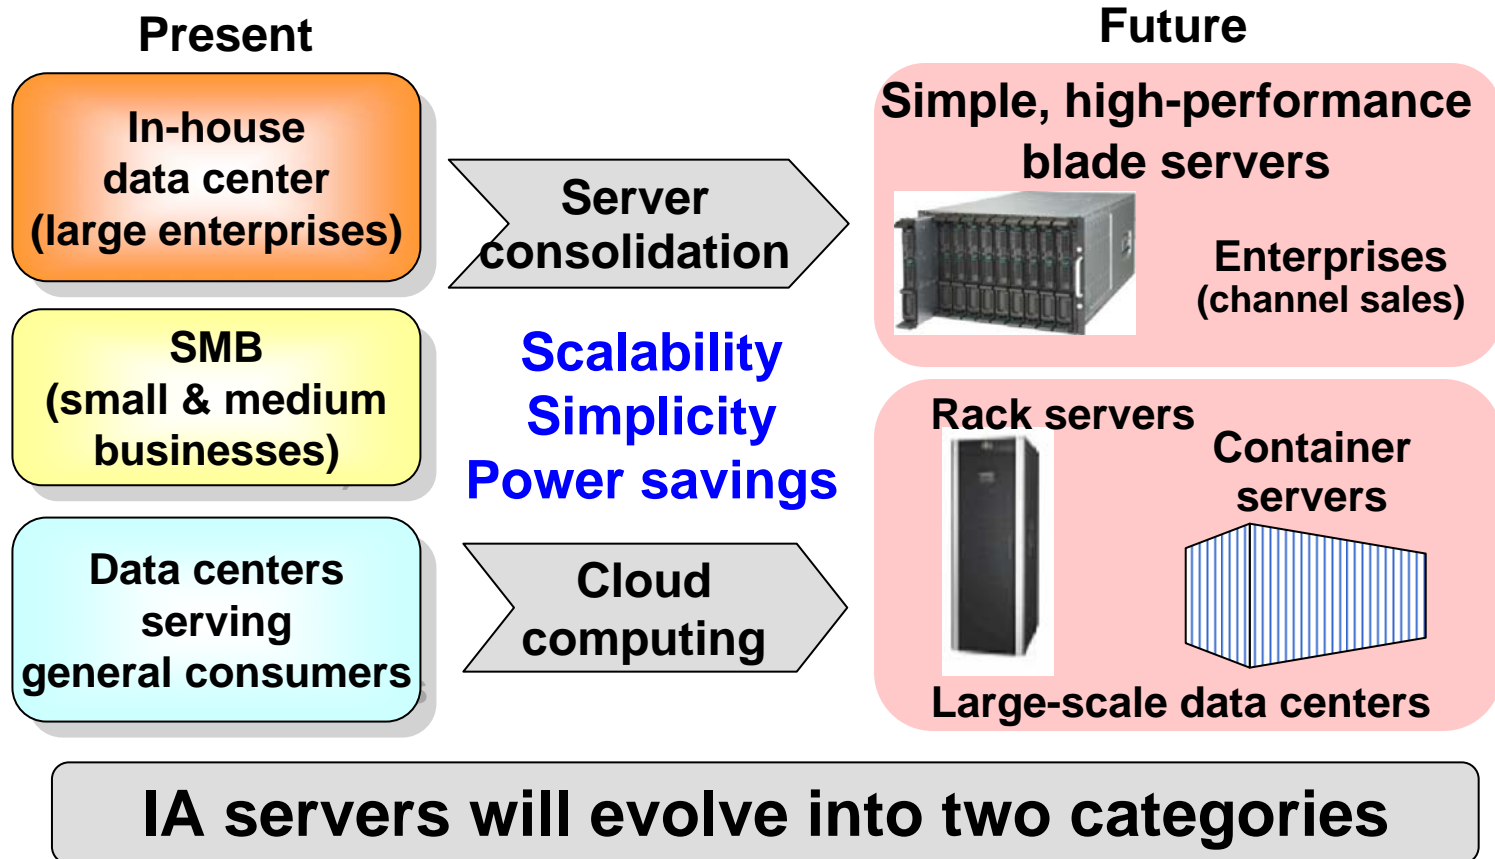 Present
Future
In-house
data center
(large enterprises)
Server
consolidation
Simple, high-performance
blade servers
Enterprises
(channel sales)
SMB
(small & medium
businesses)
Scalability
Simplicity
Power savings
Rack servers
Container
servers
Data centers
serving
general consumers
Cloud
computing
Large-scale data centers
IA servers will evolve into two categories